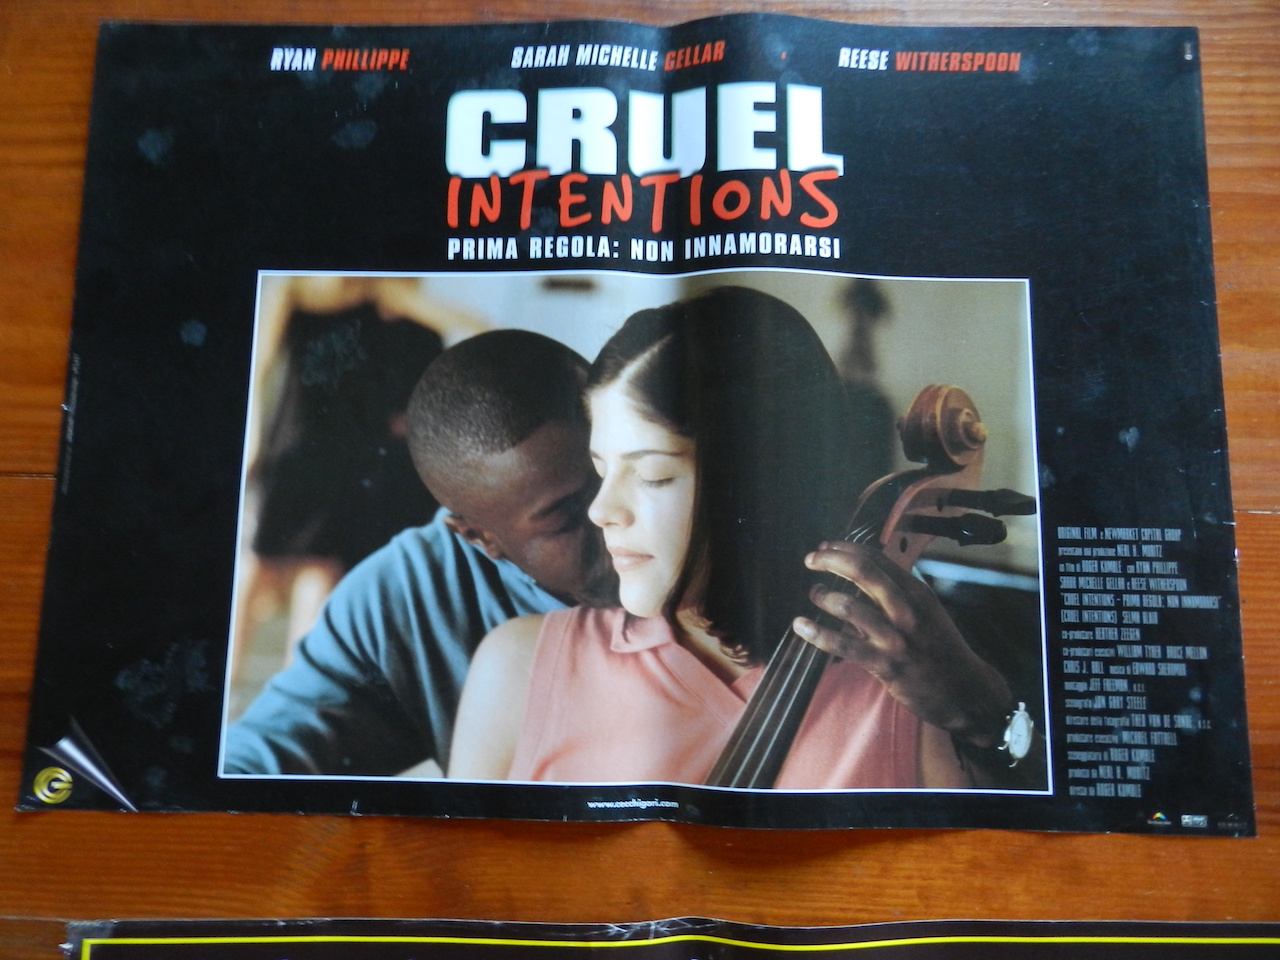 RYAN PHILLIPPE SARAH MICHELLE GELLAR REESE WITHERSPOON
CRUEL
INTENTIONS
PRIMA REGOLA: NON INNAMORARSI
ORIGINAL FILM e NEWMARKET CAPITAL GROUP
presentano una produzione NEAL H. MORITZ
un film di ROGER KUMBLE con RYAN PHILLIPPE
SARAH MICHELLE GELLAR e REESE WITHERSPOON
"CRUEL INTENTIONS - PRIMA REGOLA: NON INNAMORARSI"
(CRUEL INTENTIONS) SELMA BLAIR
co-produttore HEATHER ZEEGEN
co-produttori esecutivi WILLIAM TYRER BRUCE MELLON
CHRIS J. BALL musica di EDWARD SHEARMUR
montaggio JEFF FREEMAN, A.C.E.
scenografo JON GARY STEELE
direttore della fotografia THEO VAN DE SANDE, A.S.C.
produttore esecutivo MICHAEL FOTTRELL
sceneggiatura di ROGER KUMBLE
prodotto da NEAL H. MORITZ
diretto da ROGER KUMBLE
www.cecchigori.com